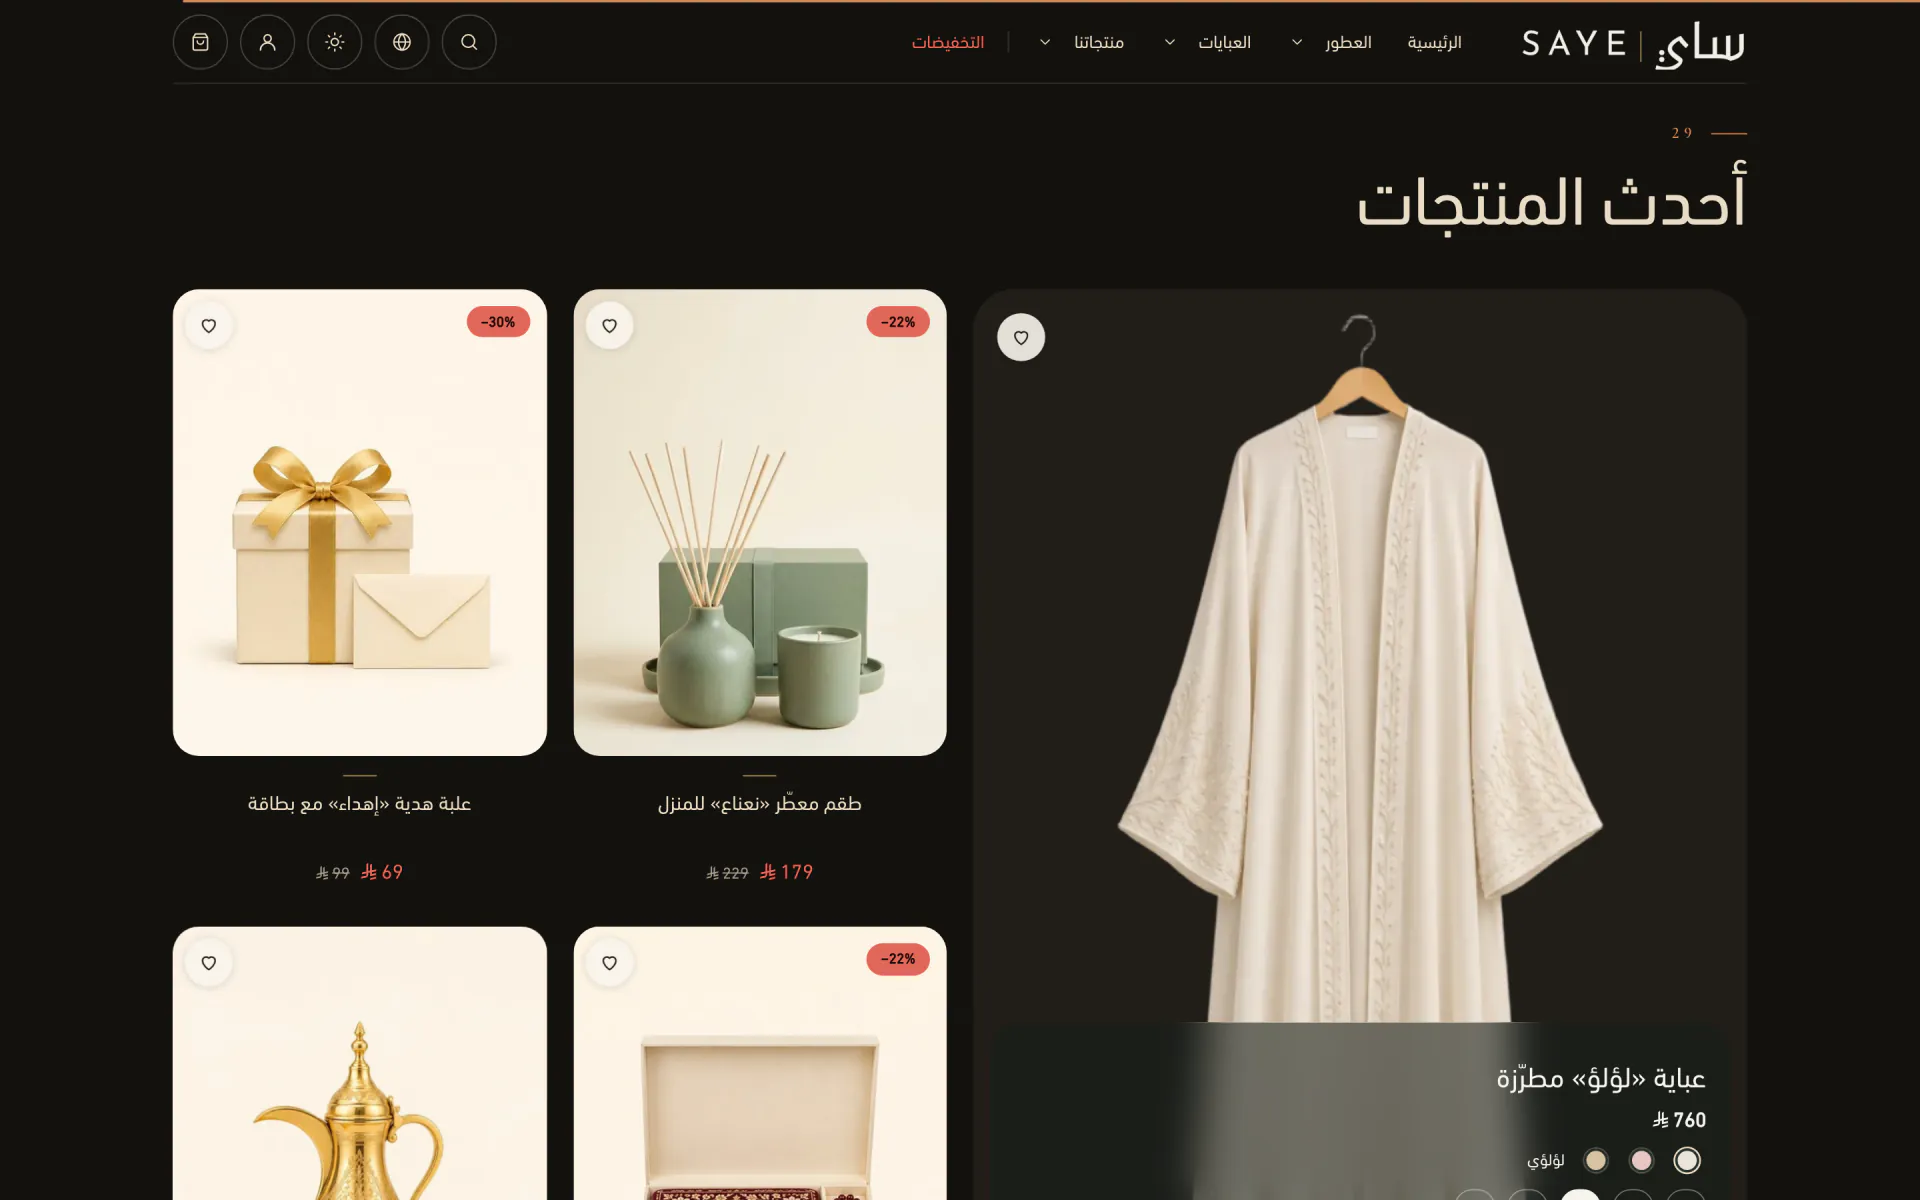 ساي | SAYE
الرئيسية
العطور
العبايات
منتجاتنا
التخفيضات
29
أحدث المنتجات
عباية «لؤلؤ» مطرّزة
760
لؤلؤي
-22%
طقم معطّر «نعناع» للمنزل
179 229
-30%
علبة هدية «إهداء» مع بطاقة
69 99
-22%